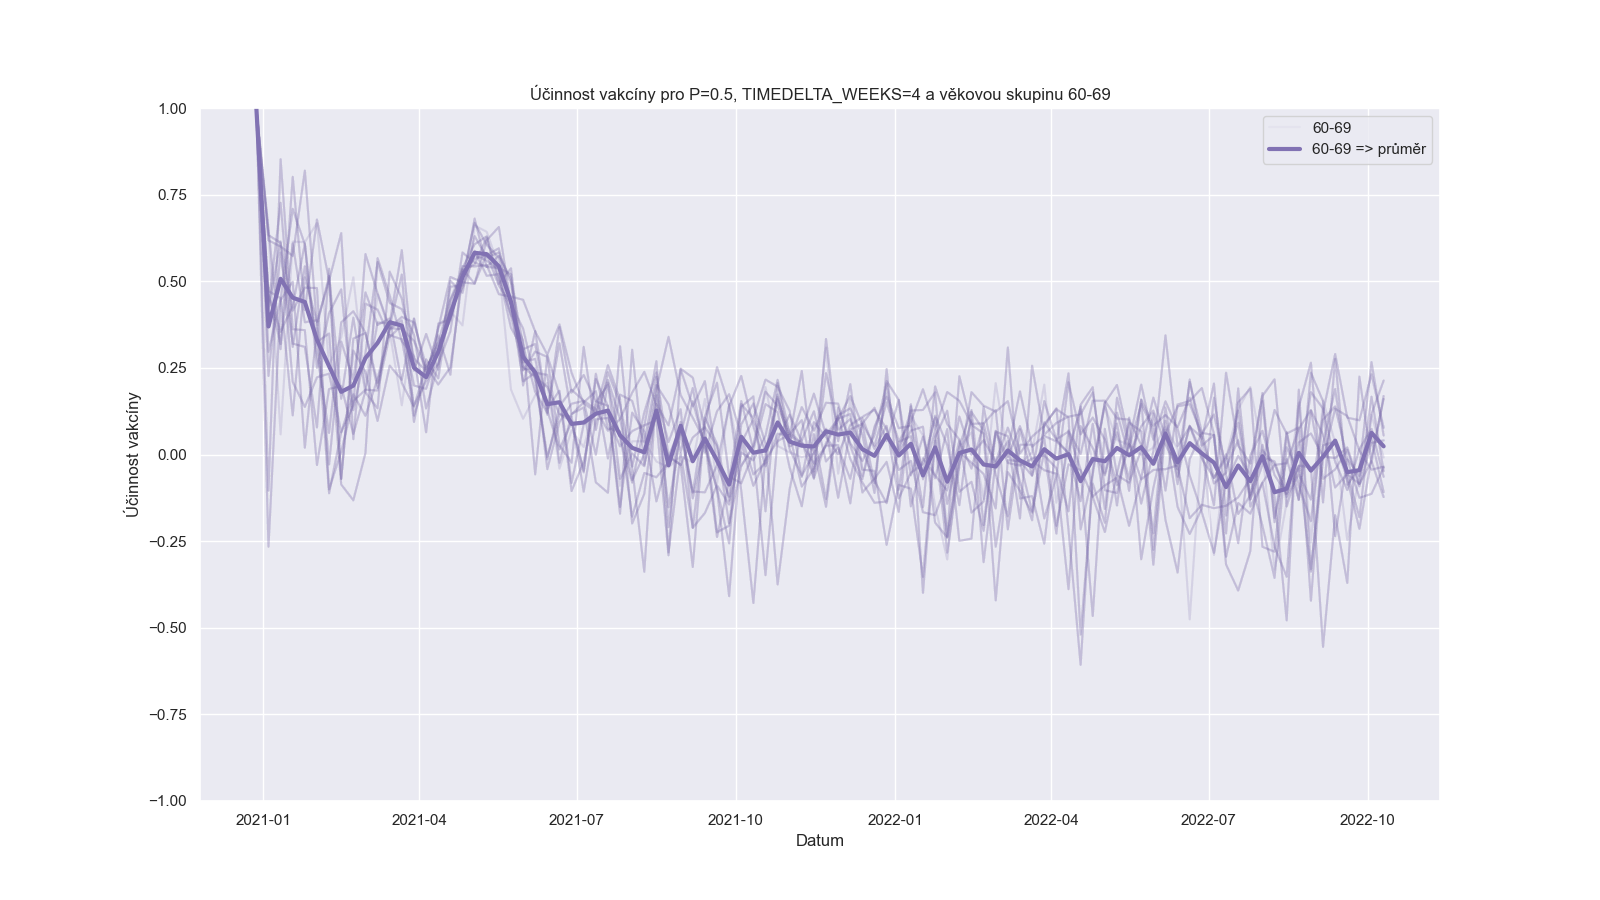 Účinnost vakcíny pro P=0.5, TIMEDELTA_WEEKS=4 a věkovou skupinu 60-69
60-69
60-69 => průměr
Účinnost vakcíny
1.00
0.75
0.50
0.25
0.00
−0.25
−0.50
−0.75
−1.00
2021-01 2021-04 2021-07 2021-10 2022-01 2022-04 2022-07 2022-10
Datum